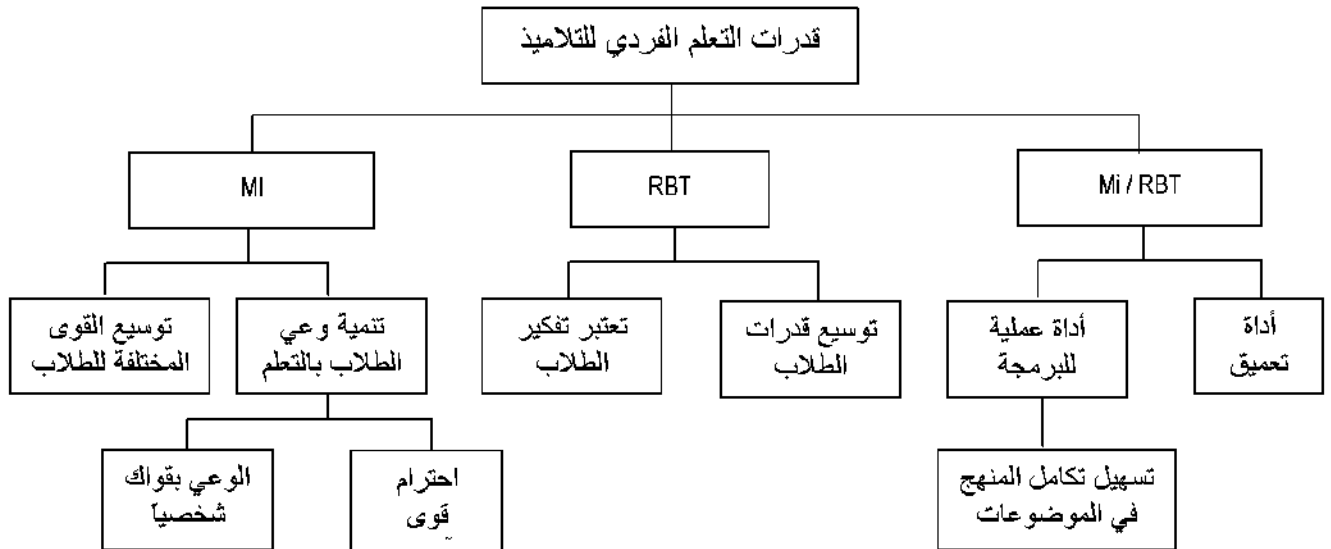 قدرات التعلم الفردي للتلاميذ
MI
RBT
Mi / RBT
توسيع القوى
المختلفة للطلاب
تنمية وعي
الطلاب بالتعلم
تعتبر تفكير
الطلاب
توسيع قدرات
الطلاب
أداة عملية
للبرمجة
أداة
تعميق
الوعي بقواك
شخصياً
احترام
قوى
تسهيل تكامل المنهج
في الموضوعات